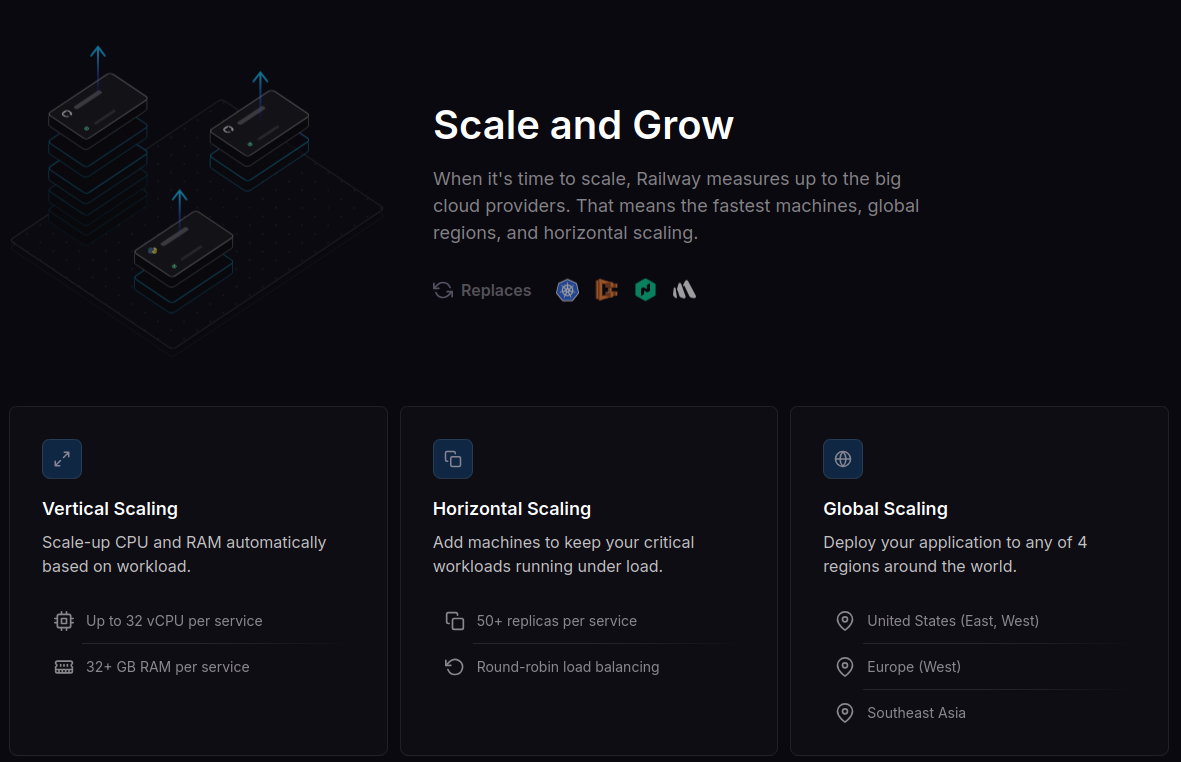 Scale and Grow
When it's time to scale, Railway measures up to the big
cloud providers. That means the fastest machines, global
regions, and horizontal scaling.
Replaces
Vertical Scaling
Scale-up CPU and RAM automatically
based on workload.
Up to 32 vCPU per service
32+ GB RAM per service
Horizontal Scaling
Add machines to keep your critical
workloads running under load.
50+ replicas per service
Round-robin load balancing
Global Scaling
Deploy your application to any of 4
regions around the world.
United States (East, West)
Europe (West)
Southeast Asia